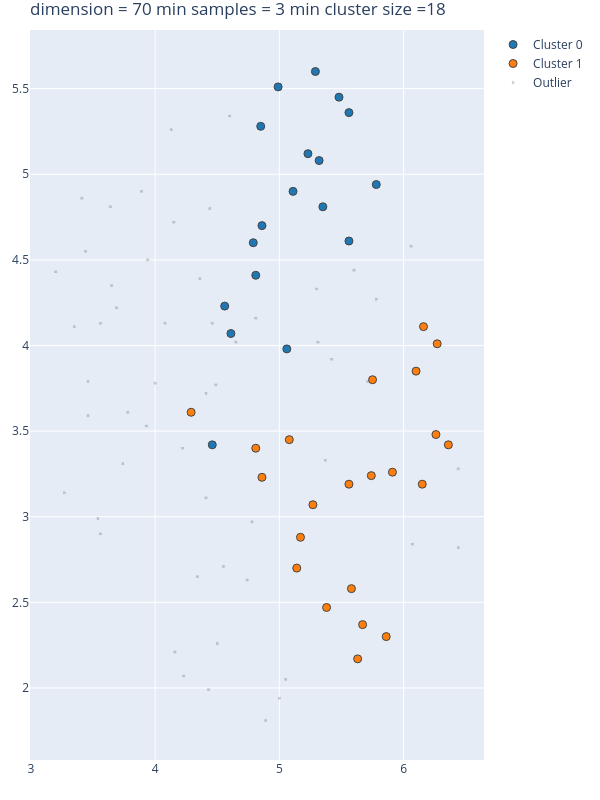 dimension = 70 min samples = 3 min cluster size =18
Cluster 0
Cluster 1
Outlier
5.5
5
4.5
4
3.5
3
2.5
2
3 4 5 6